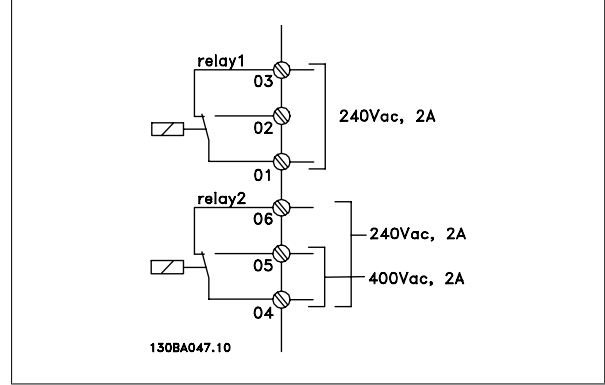 relay1
03
02
240Vac, 2A
01
relay2
06
240Vac, 2A
05
400Vac, 2A
04
130BA047.10